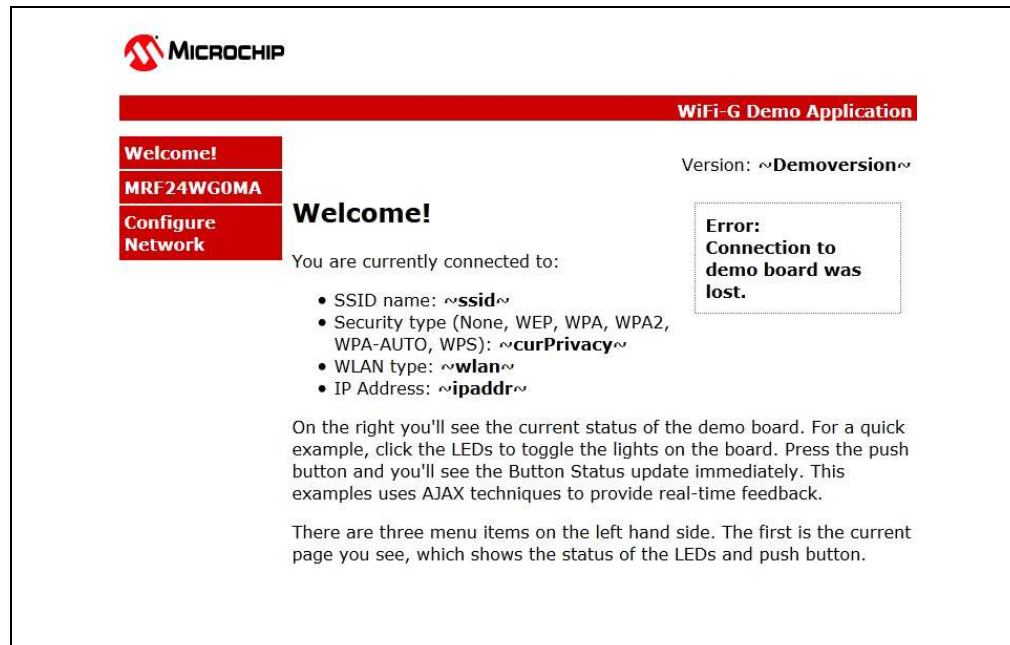 MICROCHIP
WiFi-G Demo Application
Welcome!
MRF24WG0MA
Configure
Network
Version: ~Demoversion~
Welcome!
Error:
Connection to
demo board was
lost.
You are currently connected to:
• SSID name: ~ssid~
• Security type (None, WEP, WPA, WPA2,
WPA-AUTO, WPS): ~curPrivacy~
• WLAN type: ~wlan~
• IP Address: ~ipaddr~
On the right you'll see the current status of the demo board. For a quick
example, click the LEDs to toggle the lights on the board. Press the push
button and you'll see the Button Status update immediately. This
examples uses AJAX techniques to provide real-time feedback.
There are three menu items on the left hand side. The first is the current
page you see, which shows the status of the LEDs and push button.